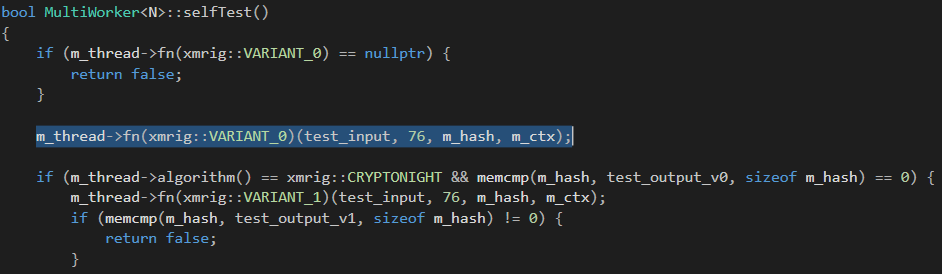 bool MultiWorker<N>::selfTest()
{
    if (m_thread->fn(xmrig::VARIANT_0) == nullptr) {
        return false;
    }
    m_thread->fn(xmrig::VARIANT_0)(test_input, 76, m_hash, m_ctx);
    if (m_thread->algorithm() == xmrig::CRYPTONIGHT && memcmp(m_hash, test_output_v0, sizeof m_hash) == 0) {
        m_thread->fn(xmrig::VARIANT_1)(test_input, 76, m_hash, m_ctx);
        if (memcmp(m_hash, test_output_v1, sizeof m_hash) != 0) {
            return false;
        }